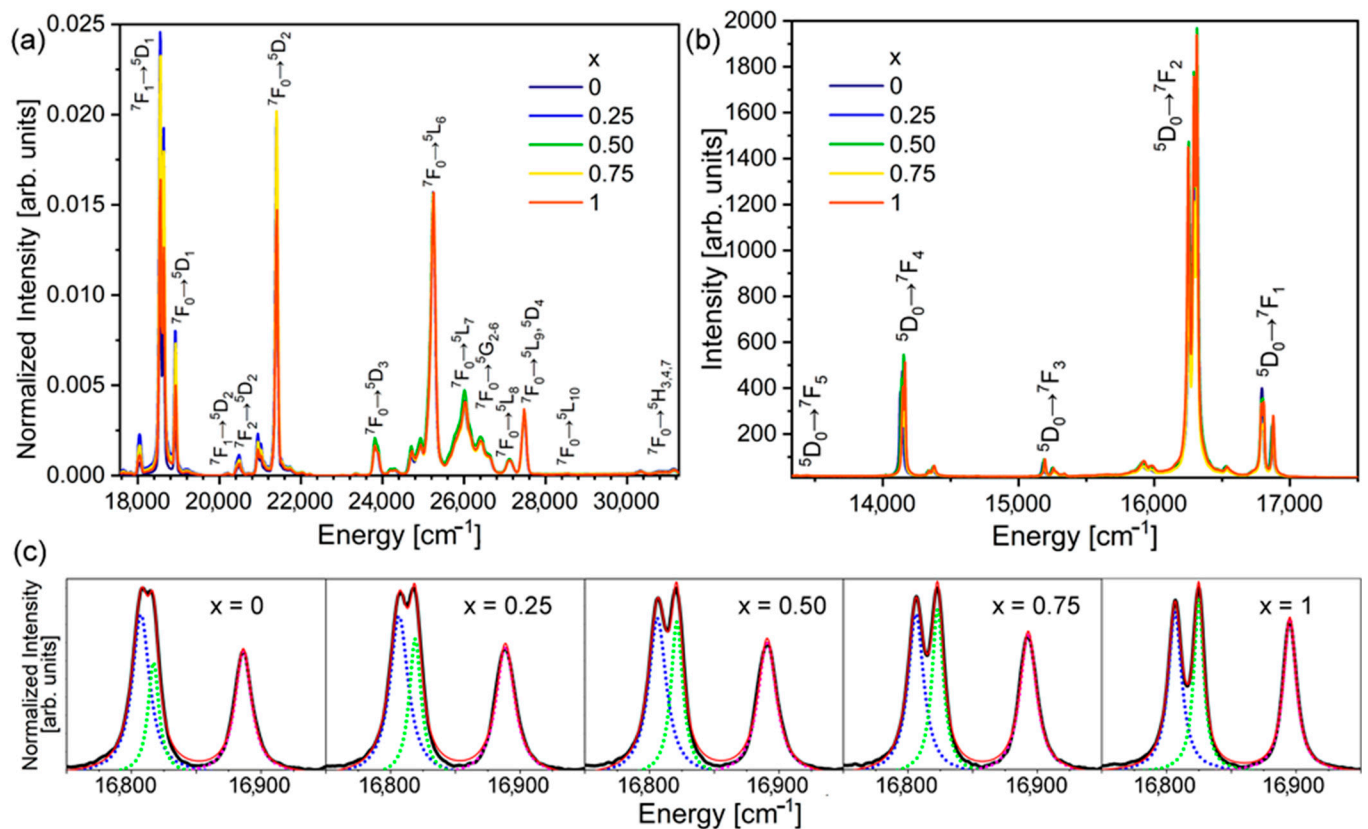 (a)
Normalized Intensity [arb. units]
0.025
0.020
0.015
0.010
0.005
0.000
⁷F₁→⁵D₁
⁷F₀→⁵D₁
⁷F₁→⁵D₂
⁷F₂→⁵D₂
⁷F₀→⁵D₂
⁷F₀→⁵D₃
⁷F₀→⁵L₆
⁷F₀→⁵L₇
⁷F₀→⁵G₂₋₆
⁷F₀→⁵L₈
⁷F₀→⁵L₉,⁵D₄
⁷F₀→⁵L₁₀
⁷F₀→⁵H₃,₄,₇
x
0
0.25
0.50
0.75
1
18,000 20,000 22,000 24,000 26,000 28,000 30,000
Energy [cm⁻¹]
(b)
Intensity [arb. units]
2000
1800
1600
1400
1200
1000
800
600
400
200
x
0
0.25
0.50
0.75
1
⁵D₀→⁷F₅
⁵D₀→⁷F₄
⁵D₀→⁷F₃
⁵D₀→⁷F₂
⁵D₀→⁷F₁
14,000 15,000 16,000 17,000
Energy [cm⁻¹]
(c)
Normalized Intensity
[arb. units]
x = 0 x = 0.25 x = 0.50 x = 0.75 x = 1
16,800 16,900 16,800 16,900 16,800 16,900 16,800 16,900 16,800 16,900
Energy [cm⁻¹]